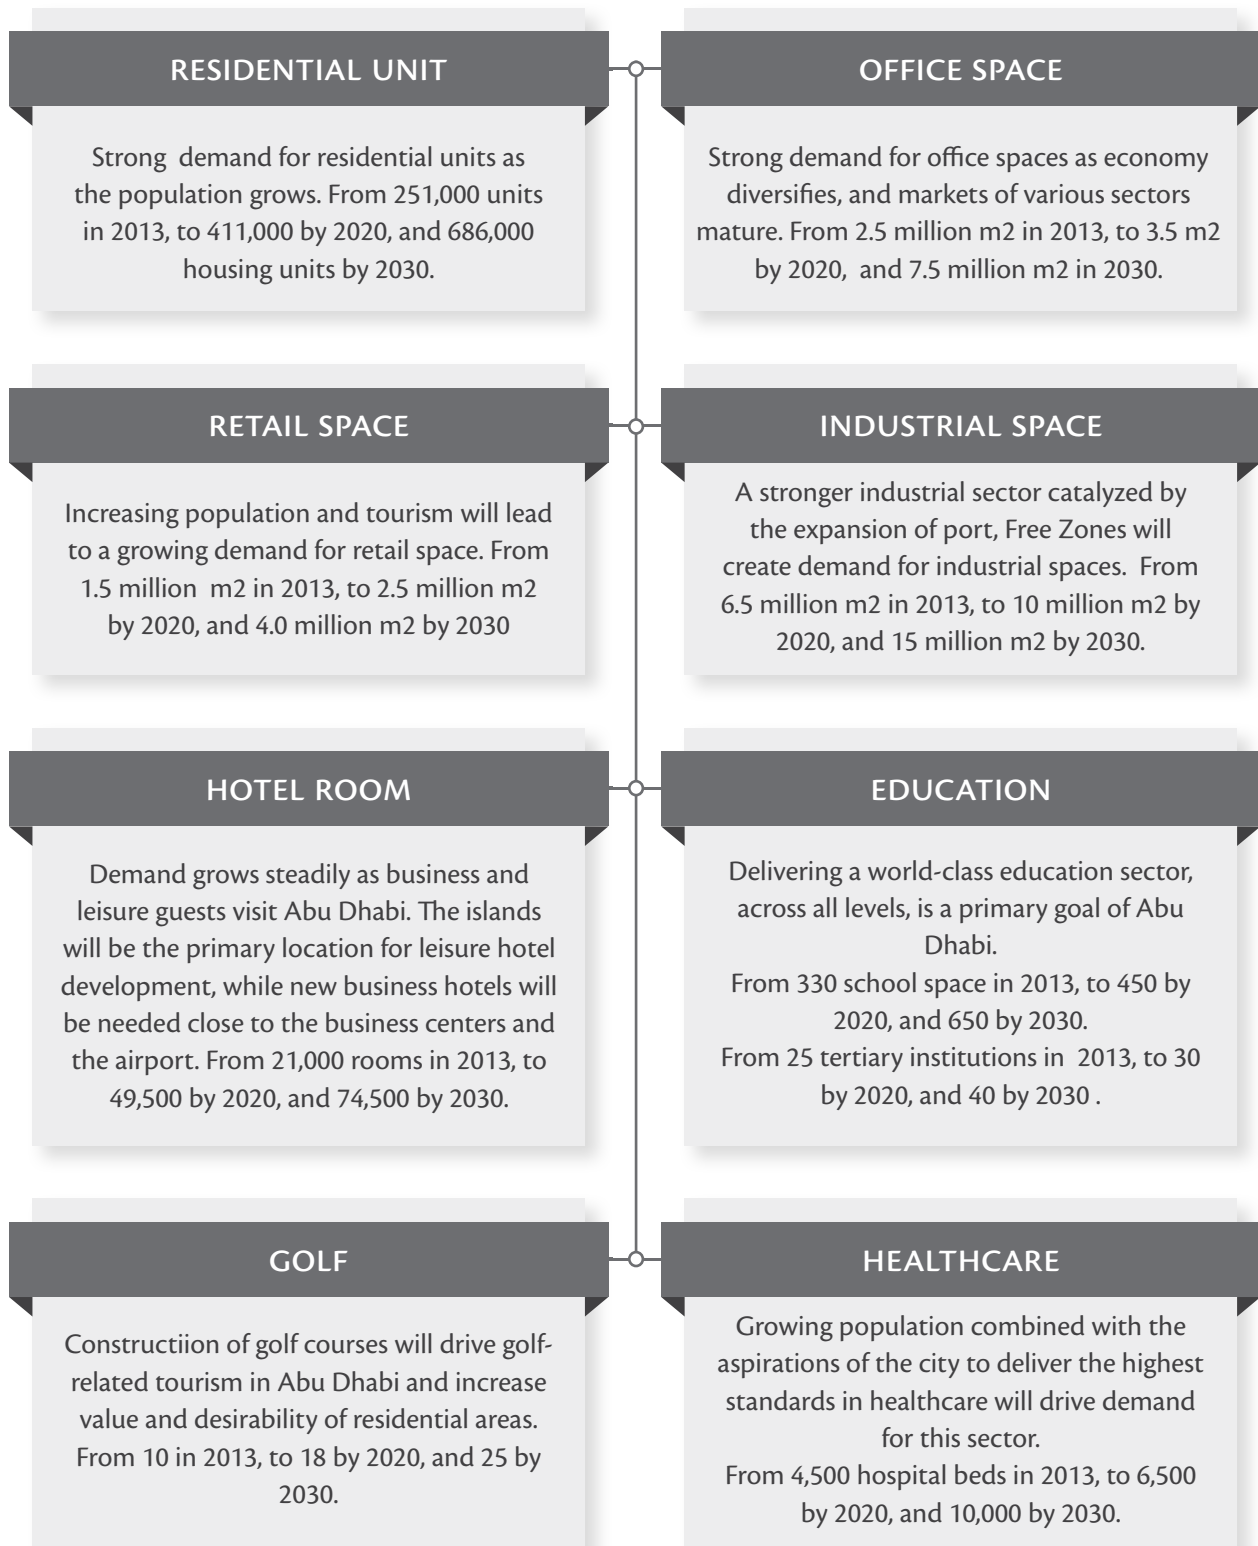 RESIDENTIAL UNIT
Strong demand for residential units as
the population grows. From 251,000 units
in 2013, to 411,000 by 2020, and 686,000
housing units by 2030.
OFFICE SPACE
Strong demand for office spaces as economy
diversifies, and markets of various sectors
mature. From 2.5 million m2 in 2013, to 3.5 m2
by 2020, and 7.5 million m2 in 2030.
RETAIL SPACE
Increasing population and tourism will lead
to a growing demand for retail space. From
1.5 million m2 in 2013, to 2.5 million m2
by 2020, and 4.0 million m2 by 2030
INDUSTRIAL SPACE
A stronger industrial sector catalyzed by
the expansion of port, Free Zones will
create demand for industrial spaces. From
6.5 million m2 in 2013, to 10 million m2 by
2020, and 15 million m2 by 2030.
HOTEL ROOM
Demand grows steadily as business and
leisure guests visit Abu Dhabi. The islands
will be the primary location for leisure hotel
development, while new business hotels will
be needed close to the business centers and
the airport. From 21,000 rooms in 2013, to
49,500 by 2020, and 74,500 by 2030.
EDUCATION
Delivering a world-class education sector,
across all levels, is a primary goal of Abu
Dhabi.
From 330 school space in 2013, to 450 by
2020, and 650 by 2030.
From 25 tertiary institutions in 2013, to 30
by 2020, and 40 by 2030 .
GOLF
Constructiion of golf courses will drive golf-
related tourism in Abu Dhabi and increase
value and desirability of residential areas.
From 10 in 2013, to 18 by 2020, and 25 by
2030.
HEALTHCARE
Growing population combined with the
aspirations of the city to deliver the highest
standards in healthcare will drive demand
for this sector.
From 4,500 hospital beds in 2013, to 6,500
by 2020, and 10,000 by 2030.